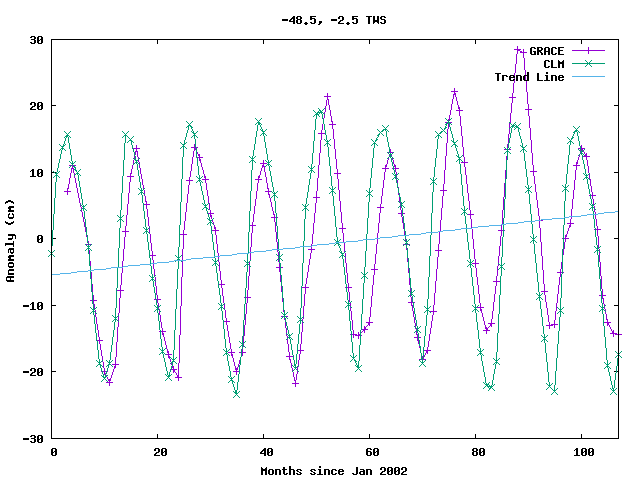 -48.5, -2.5 TWS
GRACE
CLM
Trend Line
30
20
10
0
-10
-20
-30
Anomaly (cm)
0 20 40 60 80 100
Months since Jan 2002